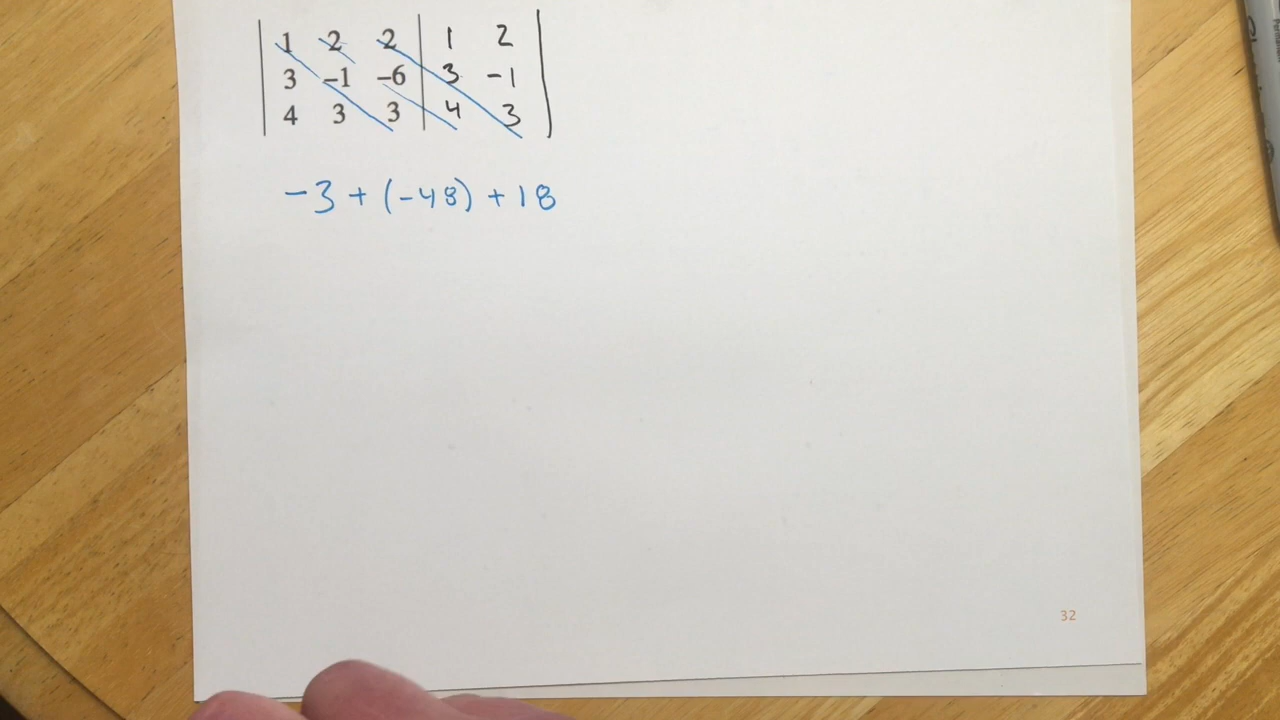 1 2 2 1 2
3 -1 -6 3 -1
4 3 3 4 3
-3 + (-48) + 18
32